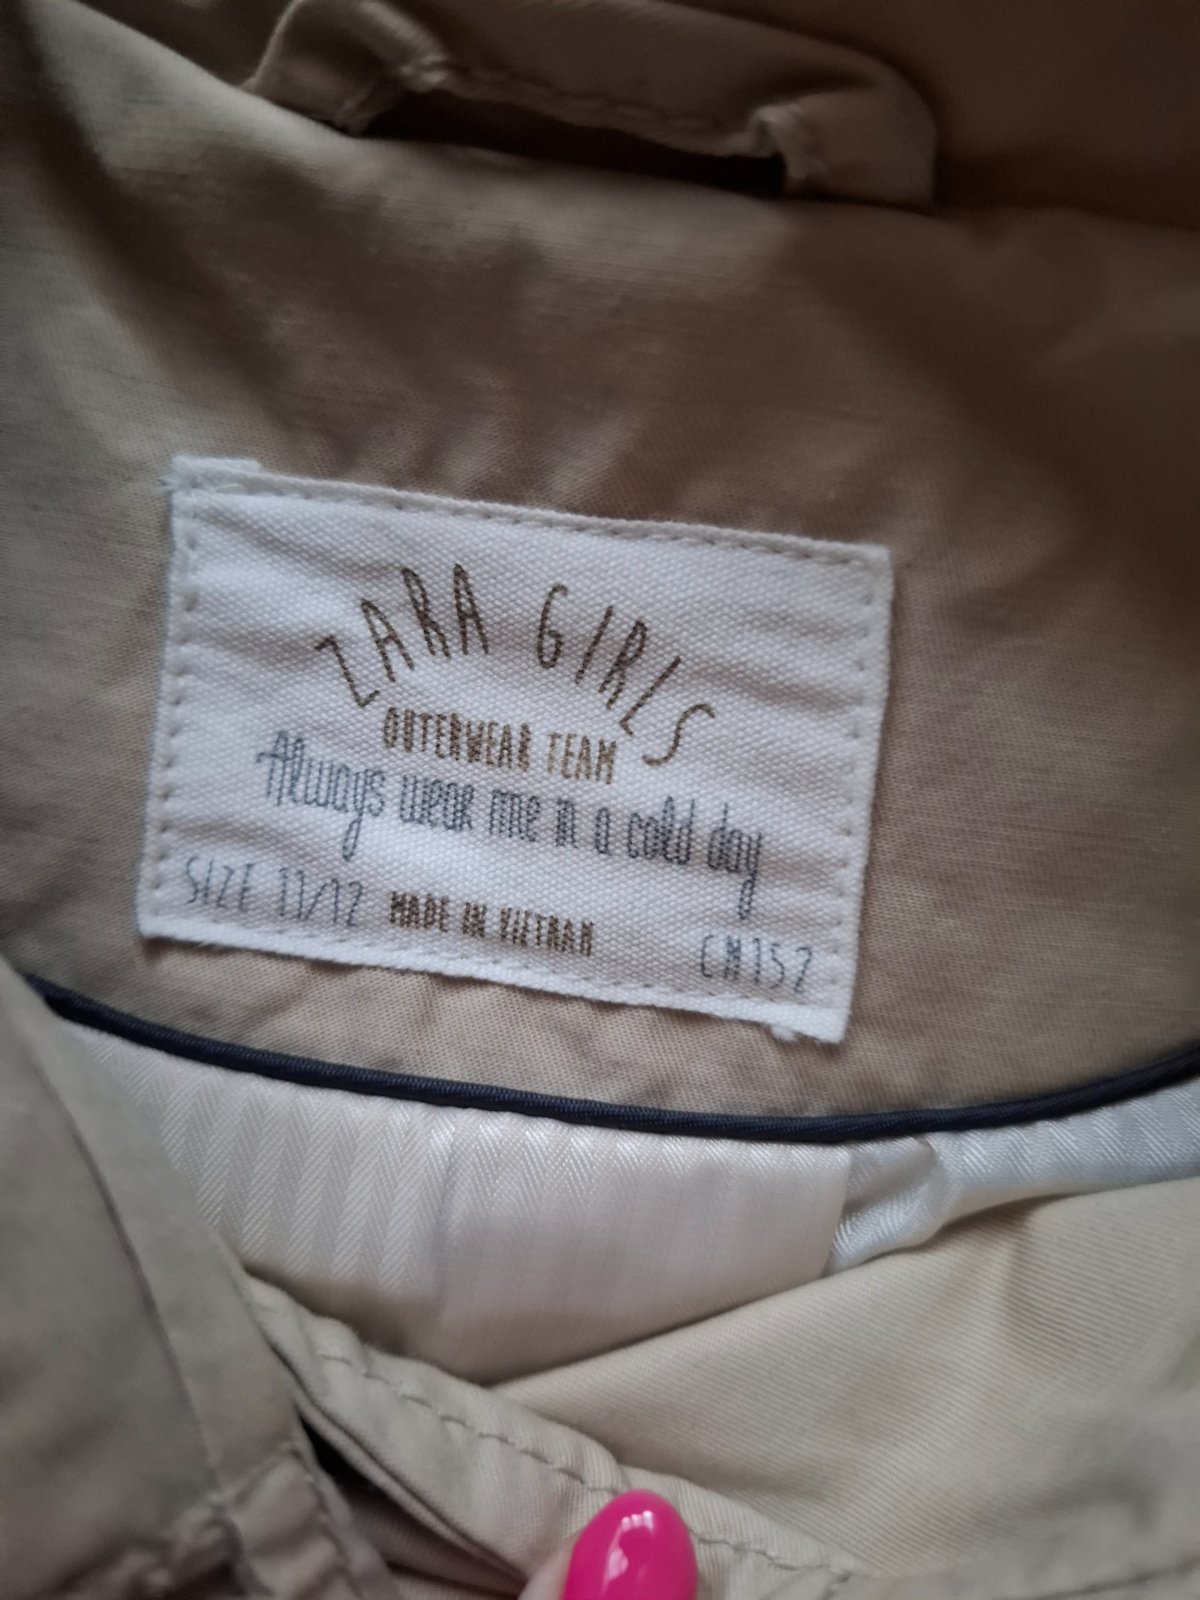 ZARA GIRLS
OUTERWEAR TEAM
Always wear me in a cold day
SIZE 11/12 MADE IN VIETNAM CM152